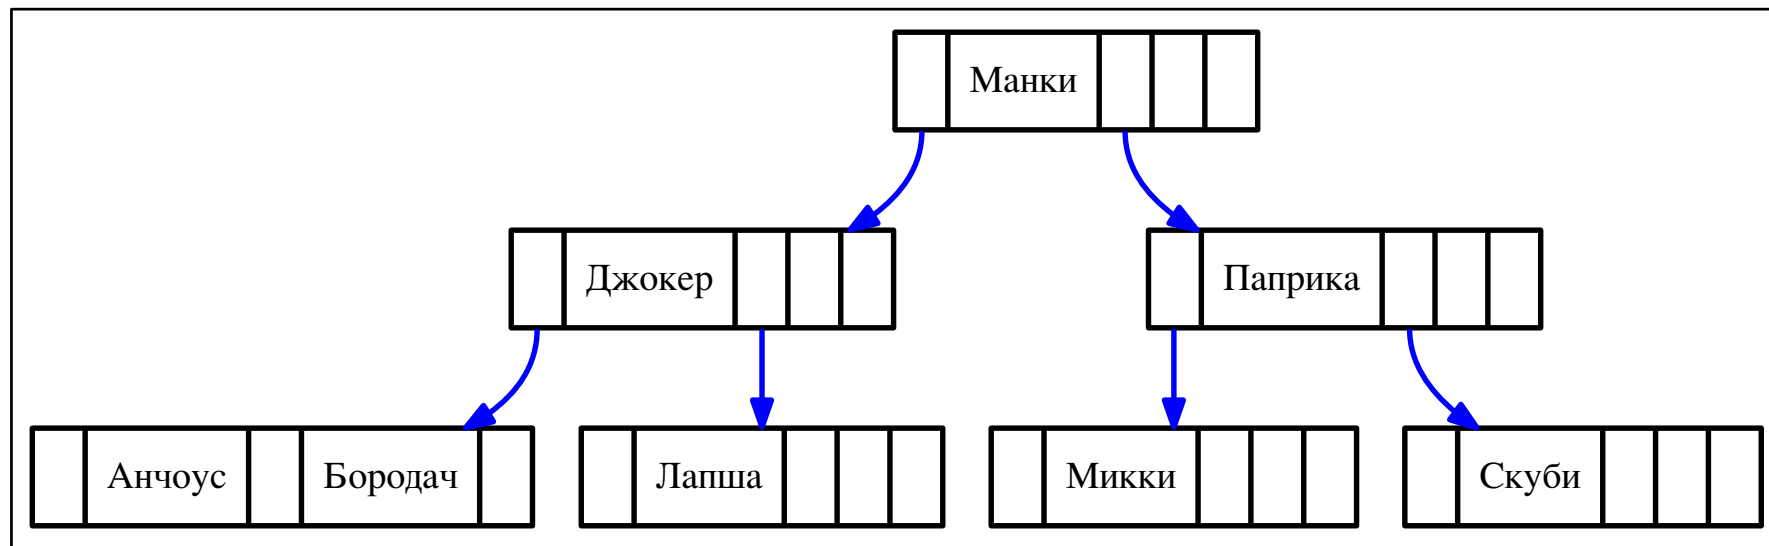 Манки
Джокер Паприка
Анчоус Бородач Лапша Микки Скуби